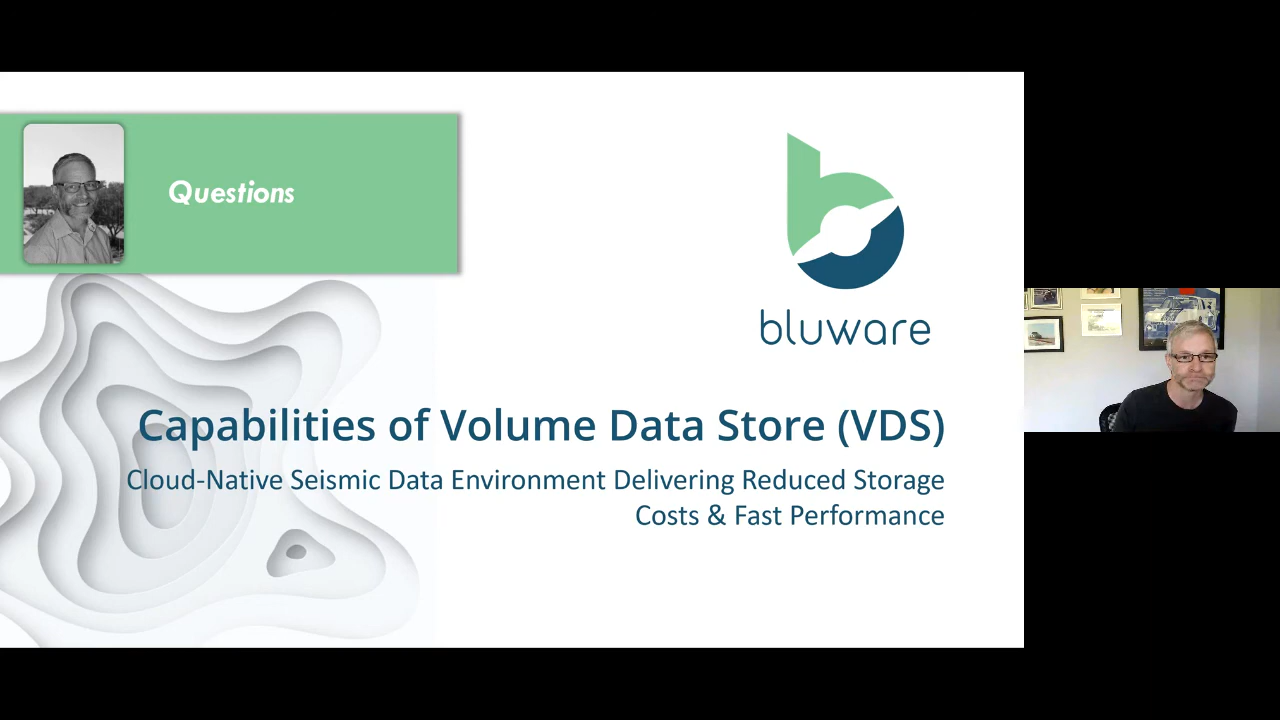 Questions
bluware
Capabilities of Volume Data Store (VDS)
Cloud-Native Seismic Data Environment Delivering Reduced Storage
Costs & Fast Performance